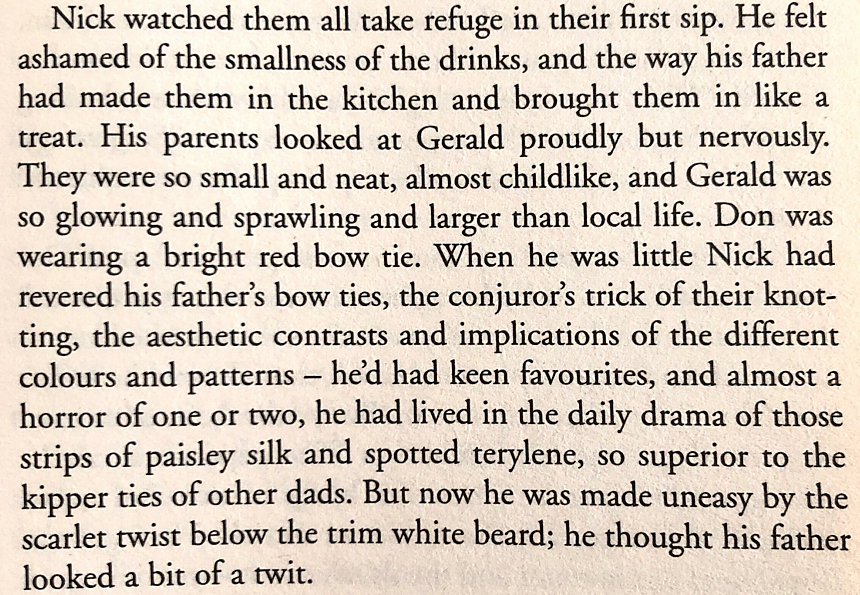 Nick watched them all take refuge in their first sip. He felt
ashamed of the smallness of the drinks, and the way his father
had made them in the kitchen and brought them in like a
treat. His parents looked at Gerald proudly but nervously.
They were so small and neat, almost childlike, and Gerald was
so glowing and sprawling and larger than local life. Don was
wearing a bright red bow tie. When he was little Nick had
revered his father’s bow ties, the conjuror’s trick of their knot-
ting, the aesthetic contrasts and implications of the different
colours and patterns – he’d had keen favourites, and almost a
horror of one or two, he had lived in the daily drama of those
strips of paisley silk and spotted terylene, so superior to the
kipper ties of other dads. But now he was made uneasy by the
scarlet twist below the trim white beard; he thought his father
looked a bit of a twit.